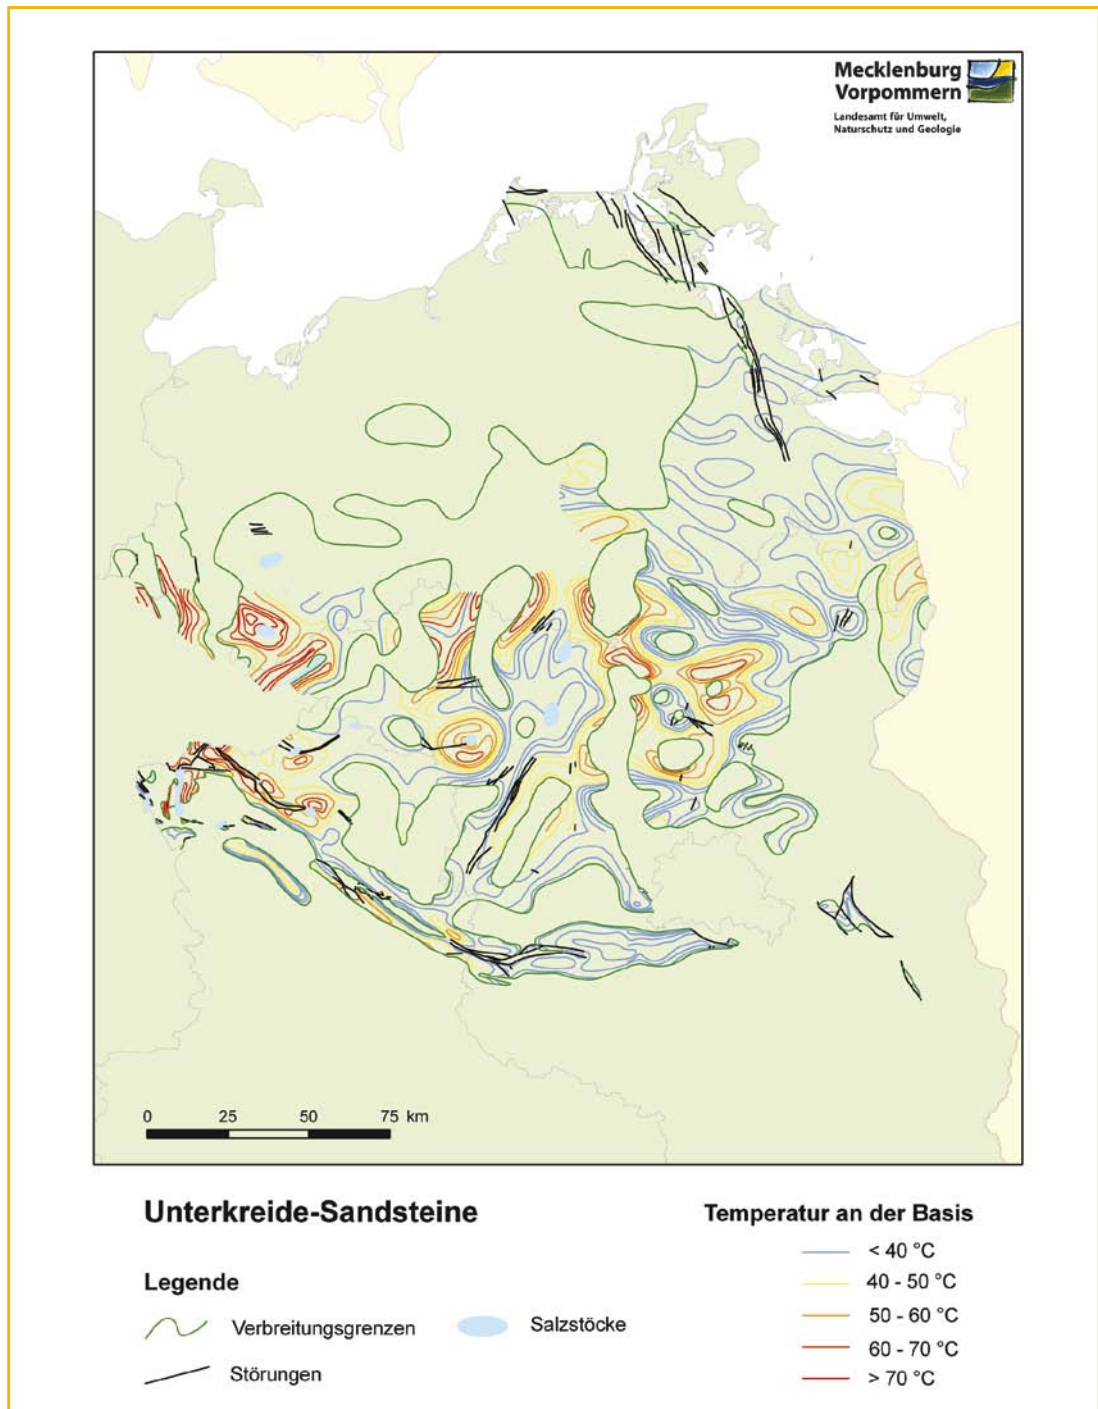 Mecklenburg
Vorpommern
Landesamt für Umwelt,
Naturschutz und Geologie
0 25 50 75 km
Unterkreide-Sandsteine
Legende
Verbreitungsgrenzen
Salzstöcke
Störungen
Temperatur an der Basis
< 40 °C
40 - 50 °C
50 - 60 °C
60 - 70 °C
> 70 °C